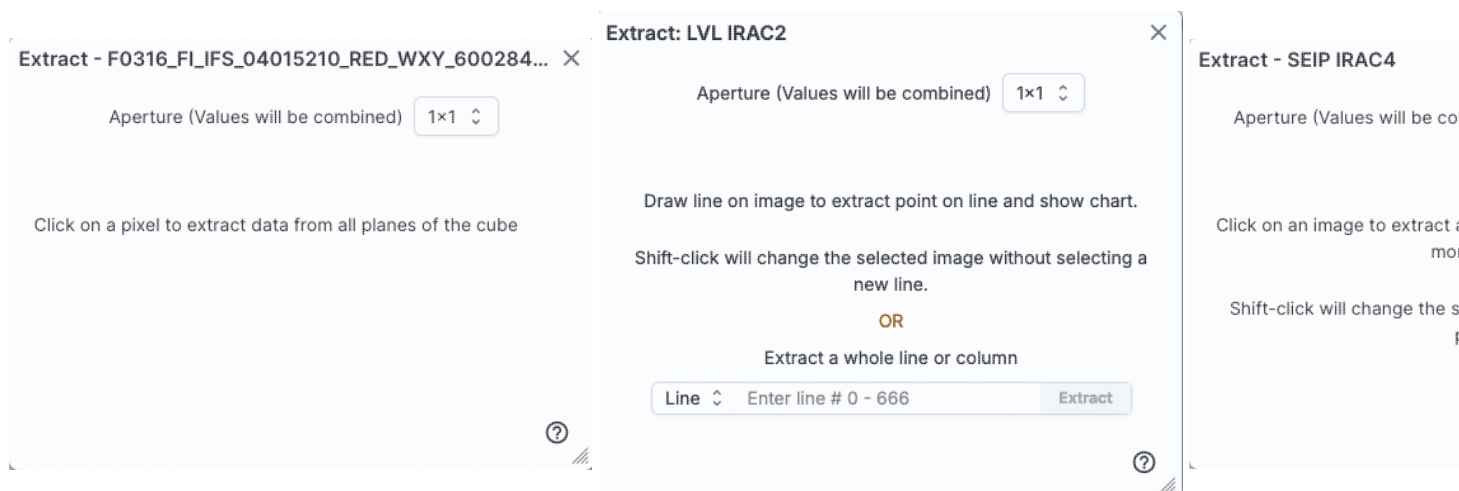 Extract - F0316_FI_IFS_04015210_RED_WXY_600284...
Aperture (Values will be combined) 1×1
Click on a pixel to extract data from all planes of the cube
Extract: LVL IRAC2
Aperture (Values will be combined) 1×1
Draw line on image to extract point on line and show chart.
Shift-click will change the selected image without selecting a
new line.
OR
Extract a whole line or column
Line Enter line # 0 - 666 Extract
Extract - SEIP IRAC4
Aperture (Values will be
Click on an image to extract
Shift-click will change the